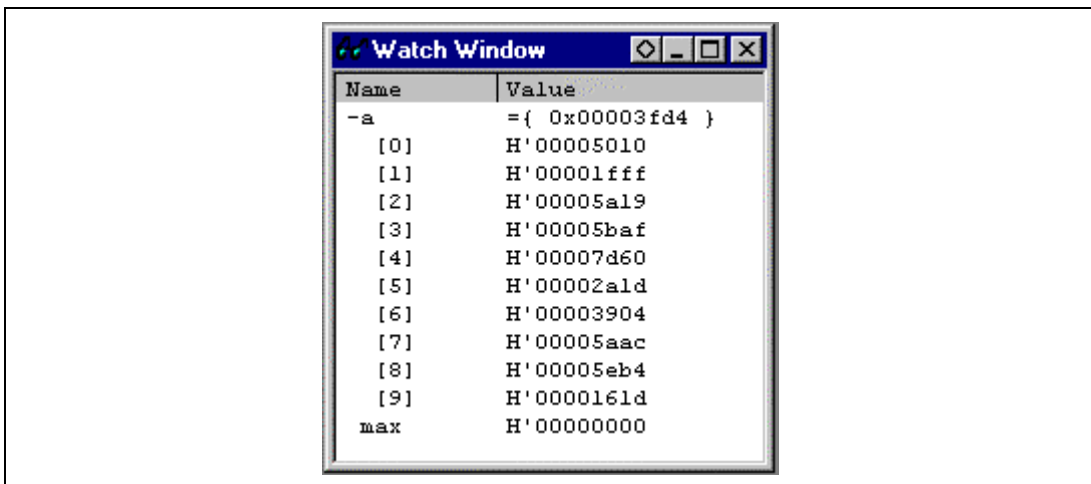 Watch Window
Name Value
-a ={ 0x00003fd4 }
[0] H'00005010
[1] H'00001fff
[2] H'00005a19
[3] H'00005baf
[4] H'00007d60
[5] H'00002a1d
[6] H'00003904
[7] H'00005aac
[8] H'00005eb4
[9] H'0000161d
max H'00000000